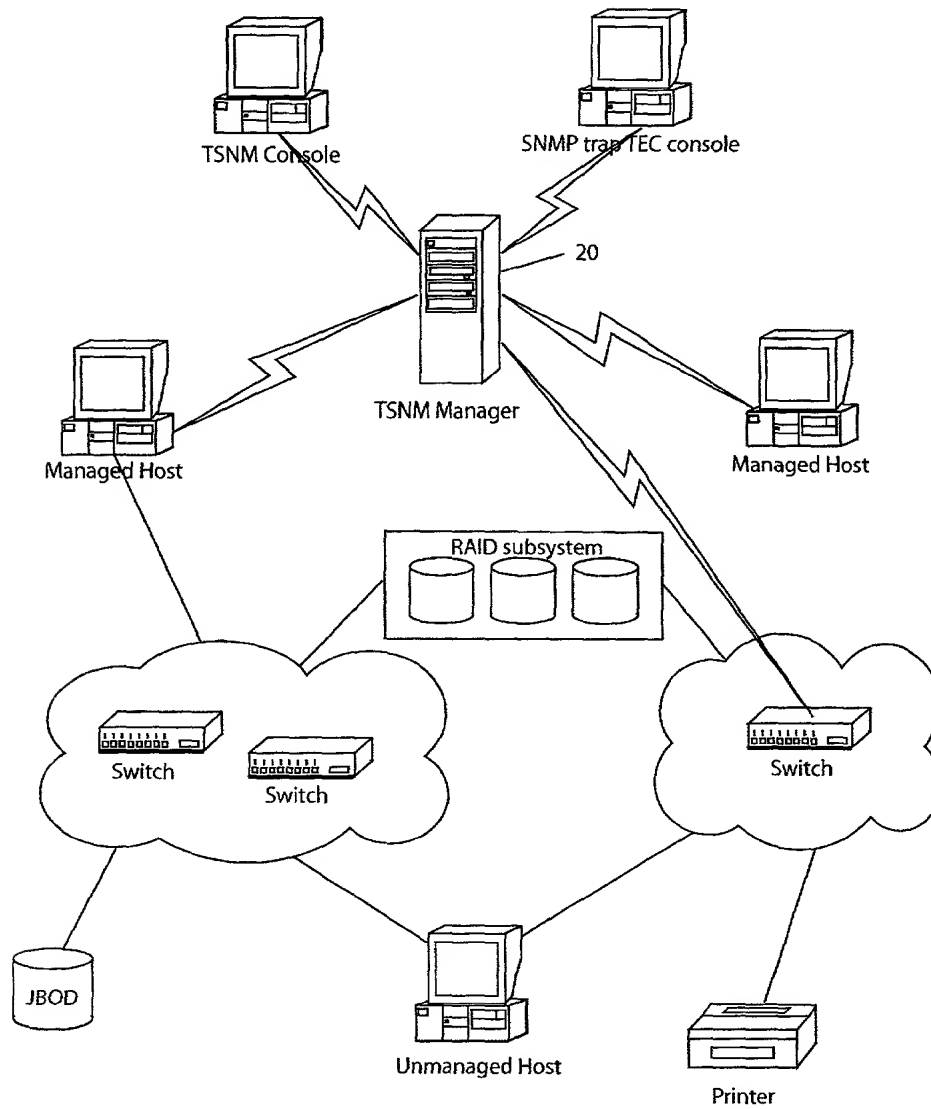 TSNM Console
SNMP trap TEC console
20
TSNM Manager
Managed Host
Managed Host
RAID subsystem
Switch
Switch
Switch
JBOD
Unmanaged Host
Printer